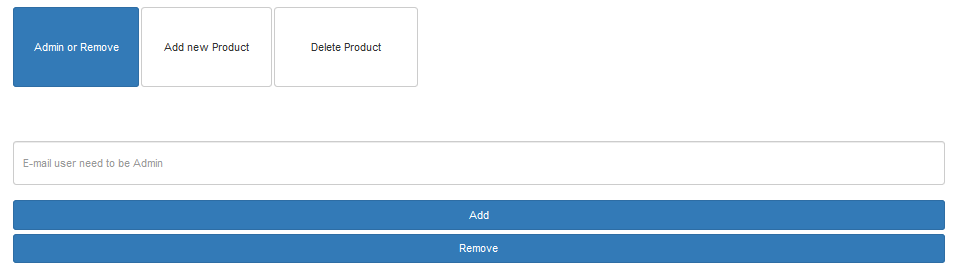 Admin or Remove
Add new Product
Delete Product
E-mail user need to be Admin
Add
Remove